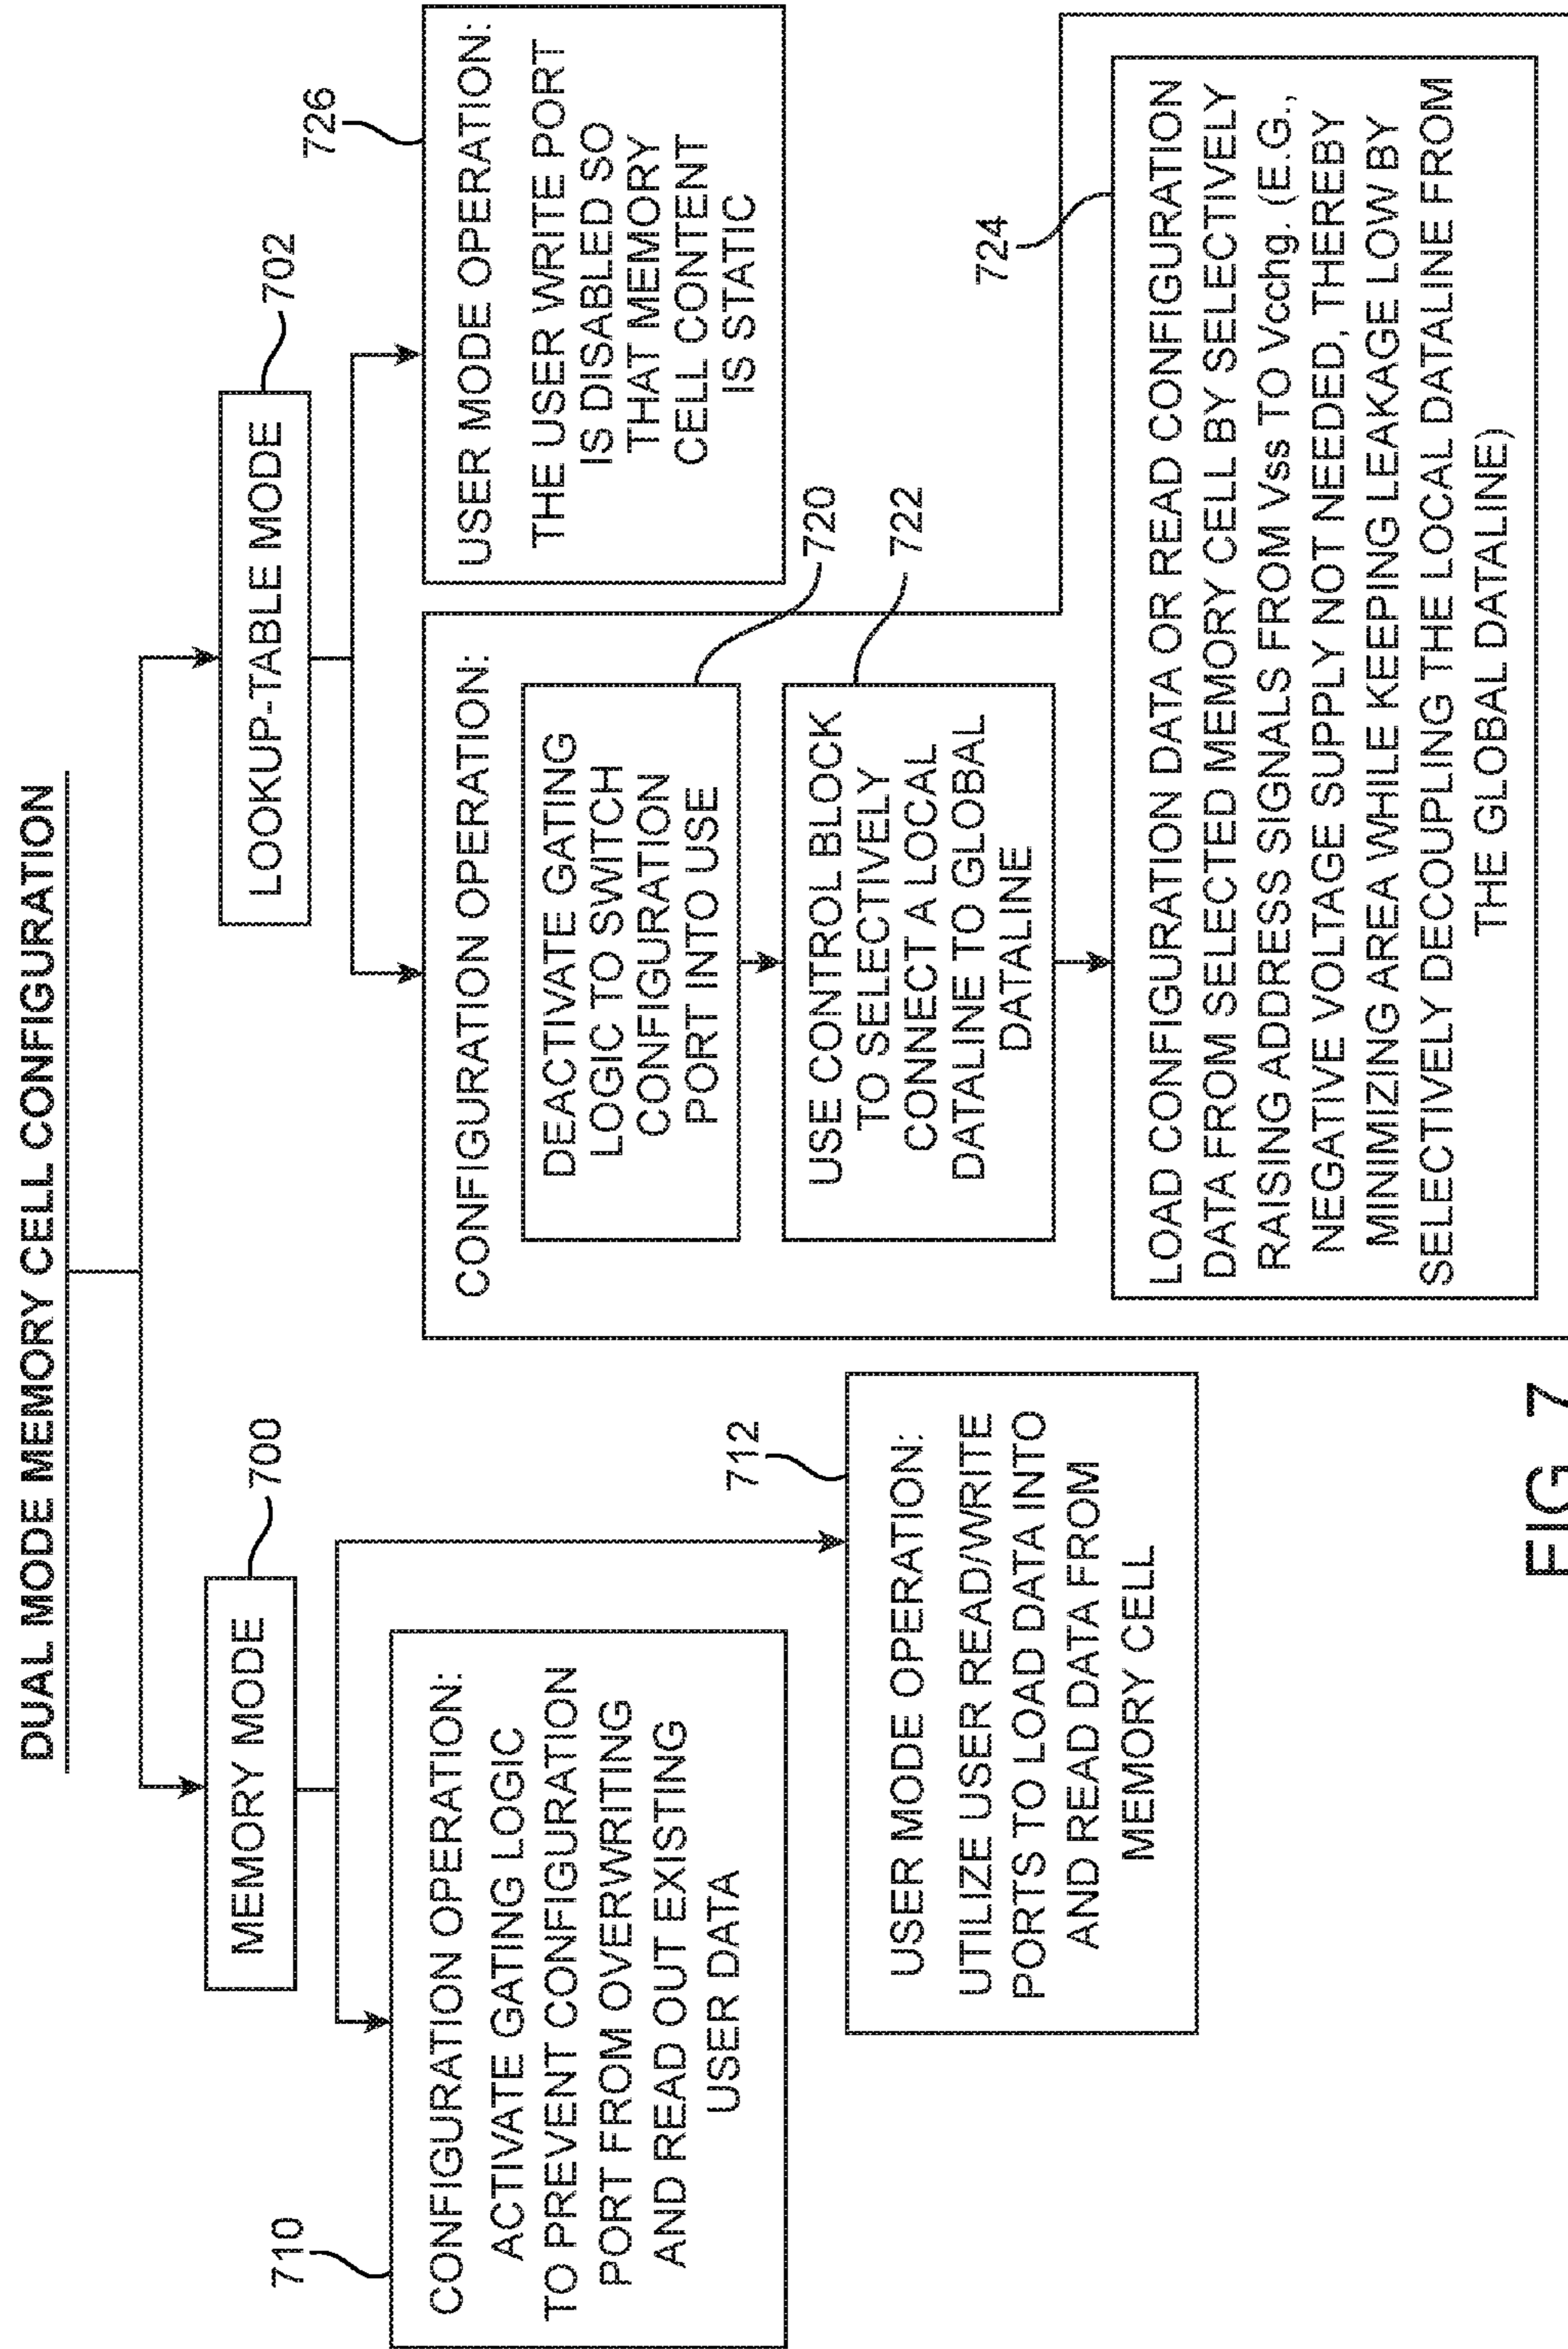 DUAL MODE MEMORY CELL CONFIGURATION
MEMORY MODE
700
LOOKUP-TABLE MODE
702
710
CONFIGURATION OPERATION:
ACTIVATE GATING LOGIC
TO PREVENT CONFIGURATION
PORT FROM OVERWRITING
AND READ OUT EXISTING
USER DATA
712
USER MODE OPERATION:
UTILIZE USER READ/WRITE
PORTS TO LOAD DATA INTO
AND READ DATA FROM
MEMORY CELL
CONFIGURATION OPERATION:
DEACTIVATE GATING
LOGIC TO SWITCH
CONFIGURATION
PORT INTO USE
720
USE CONTROL BLOCK
TO SELECTIVELY
CONNECT A LOCAL
DATALINE TO GLOBAL
DATALINE
722
724
LOAD CONFIGURATION DATA OR READ CONFIGURATION
DATA FROM SELECTED MEMORY CELL BY SELECTIVELY
RAISING ADDRESS SIGNALS FROM Vss TO Vcchg. (E.G.,
NEGATIVE VOLTAGE SUPPLY NOT NEEDED, THEREBY
MINIMIZING AREA WHILE KEEPING LEAKAGE LOW BY
SELECTIVELY DECOUPLING THE LOCAL DATALINE FROM
THE GLOBAL DATALINE)
726
USER MODE OPERATION:
THE USER WRITE PORT
IS DISABLED SO
THAT MEMORY
CELL CONTENT
IS STATIC
FIG. 7